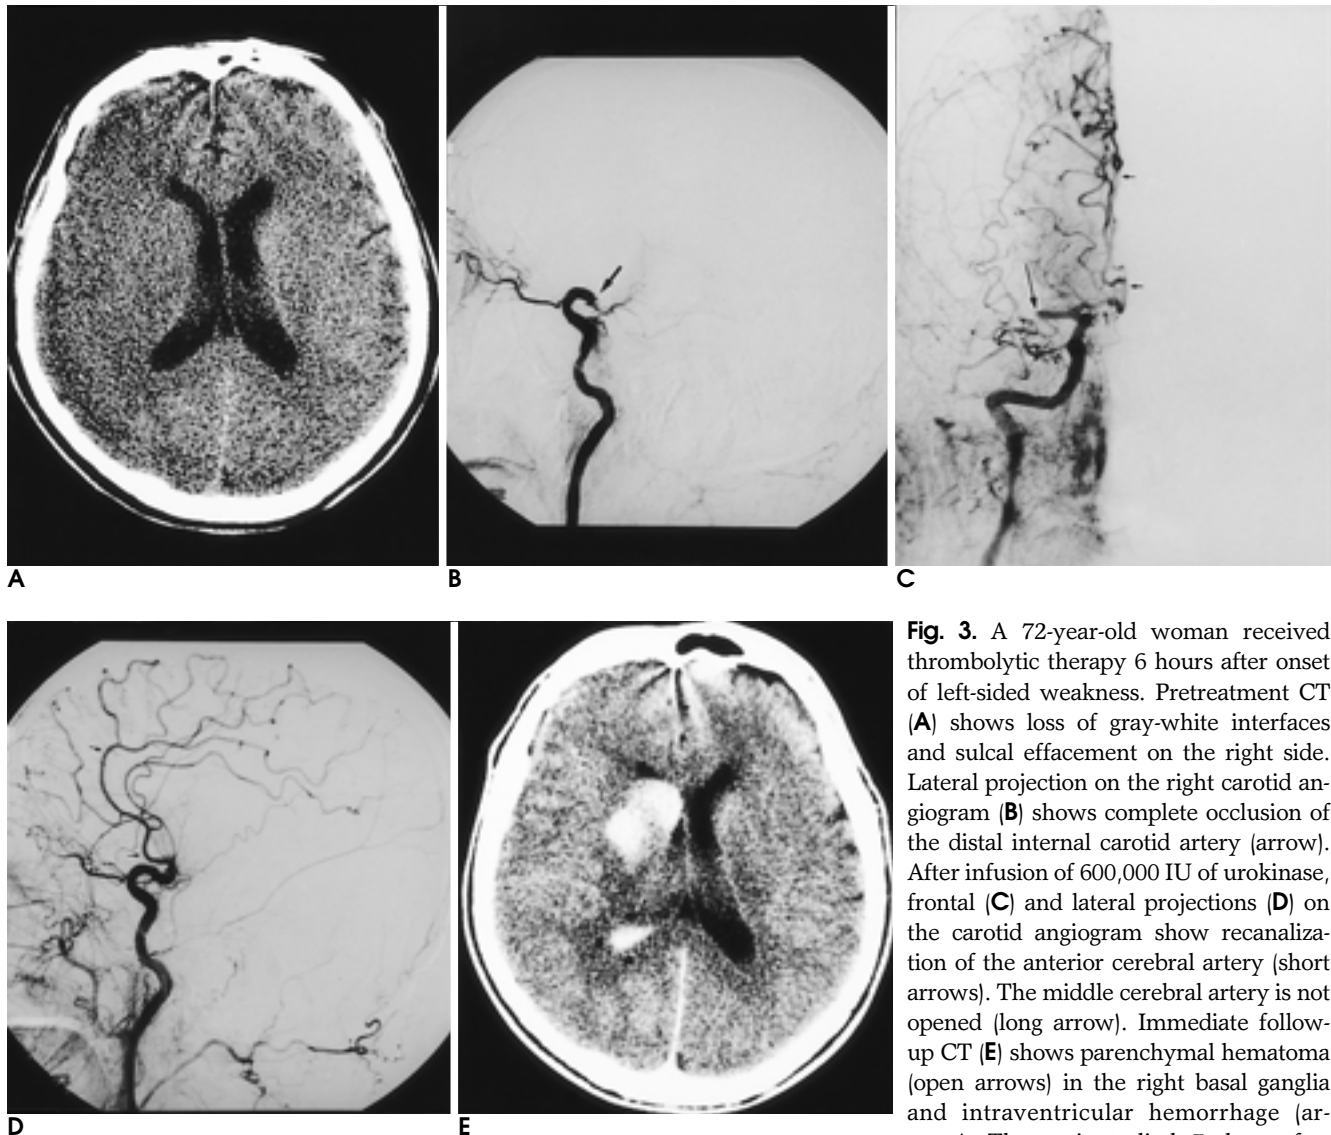 A
B
C
D
E
Fig. 3. A 72-year-old woman received
thrombolytic therapy 6 hours after onset
of left-sided weakness. Pretreatment CT
(A) shows loss of gray-white interfaces
and sulcal effacement on the right side.
Lateral projection on the right carotid an-
giogram (B) shows complete occlusion of
the distal internal carotid artery (arrow).
After infusion of 600,000 IU of urokinase,
frontal (C) and lateral projections (D) on
the carotid angiogram show recanaliza-
tion of the anterior cerebral artery (short
arrows). The middle cerebral artery is not
opened (long arrow). Immediate follow-
up CT (E) shows parenchymal hematoma
(open arrows) in the right basal ganglia
and intraventricular hemorrhage (ar-